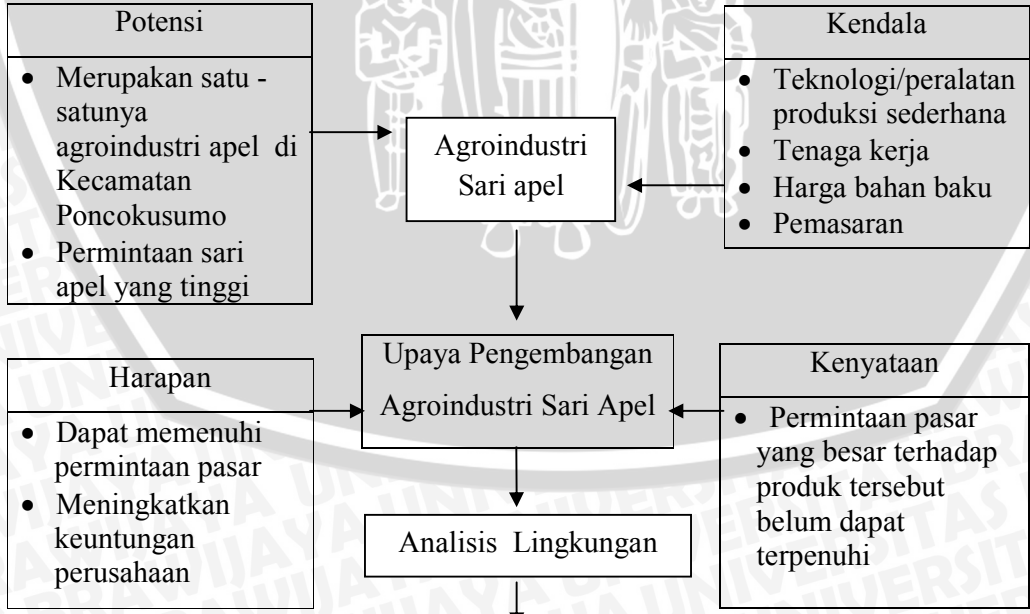 Potensi
• Merupakan satu -
satunya
agroindustri apel di
Kecamatan
Poncokusumo
• Permintaan sari
apel yang tinggi
Agroindustri
Sari apel
Kendala
• Teknologi/peralatan
produksi sederhana
• Tenaga kerja
• Harga bahan baku
• Pemasaran
Harapan
• Dapat memenuhi
permintaan pasar
• Meningkatkan
keuntungan
perusahaan
Upaya Pengembangan
Agroindustri Sari Apel
Kenyataan
• Permintaan pasar
yang besar terhadap
produk tersebut
belum dapat
terpenuhi
Analisis Lingkungan